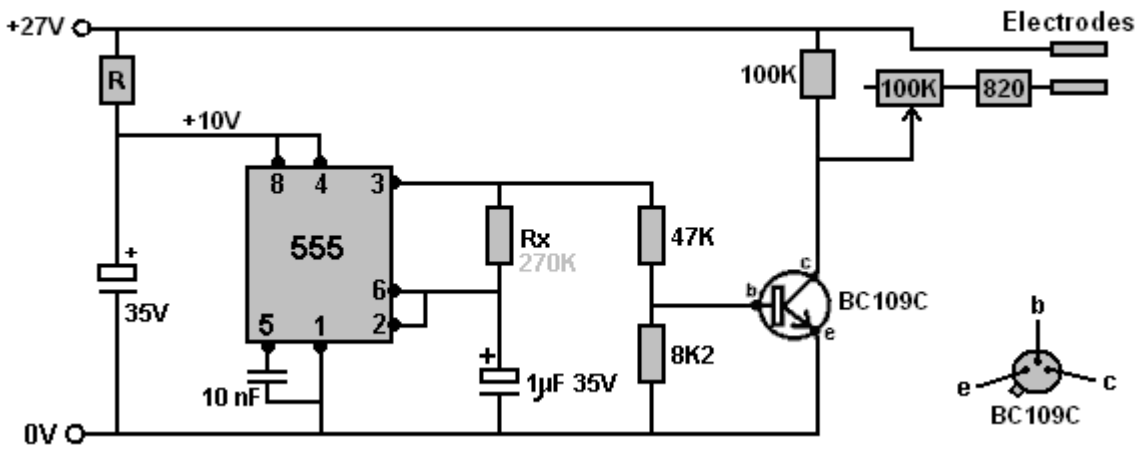 +27V
Electrodes
R
100K
100K
820
+10V
8
4
3
555
Rx
270K
47K
+
35V
6
2
5
1
c
b
e
BC109C
b
e
c
BC109C
10 nF
+
1µF 35V
8K2
0V